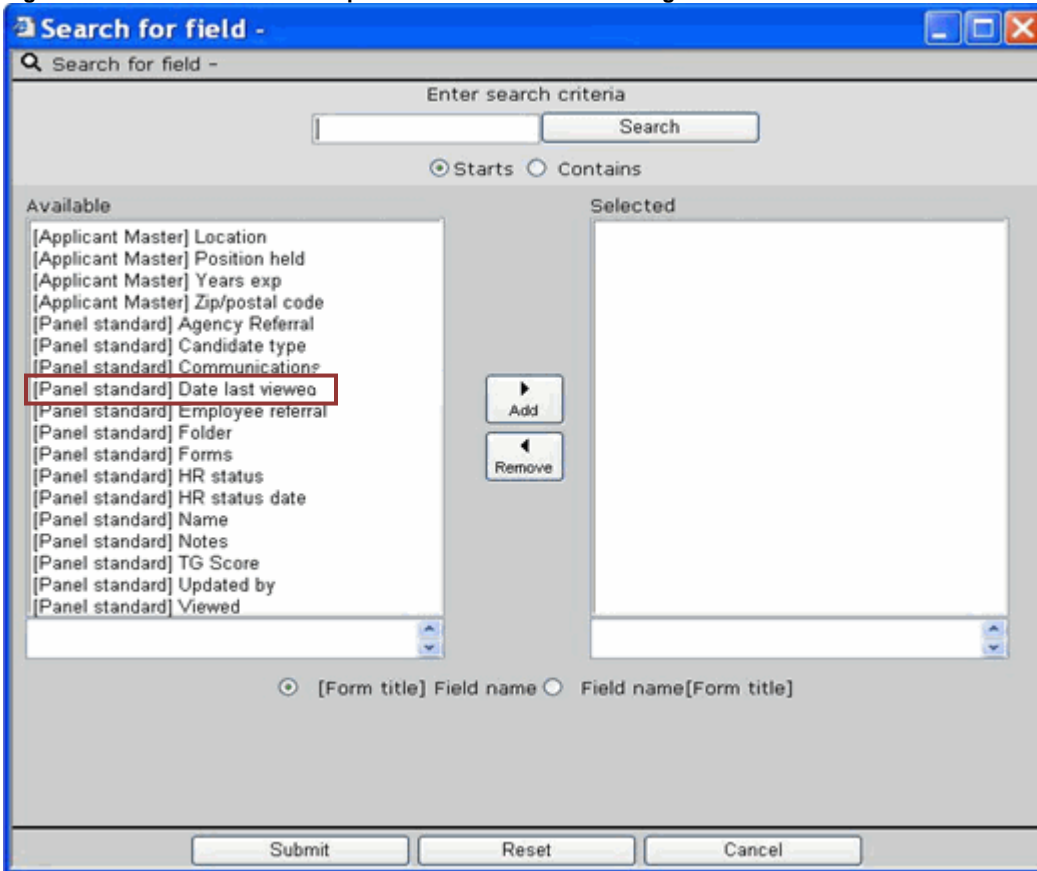 Search for field -
Search for field -
Enter search criteria
Search
Starts Contains
Available Selected
[Applicant Master] Location
[Applicant Master] Position held
[Applicant Master] Years exp
[Applicant Master] Zip/postal code
[Panel standard] Agency Referral
[Panel standard] Candidate type
[Panel standard] Communications
[Panel standard] Date last viewed
[Panel standard] Employee referral
[Panel standard] Folder
[Panel standard] Forms
[Panel standard] HR status
[Panel standard] HR status date
[Panel standard] Name
[Panel standard] Notes
[Panel standard] TG Score
[Panel standard] Updated by
[Panel standard] Viewed
Add
Remove
[Form title] Field name Field name[Form title]
Submit Reset Cancel